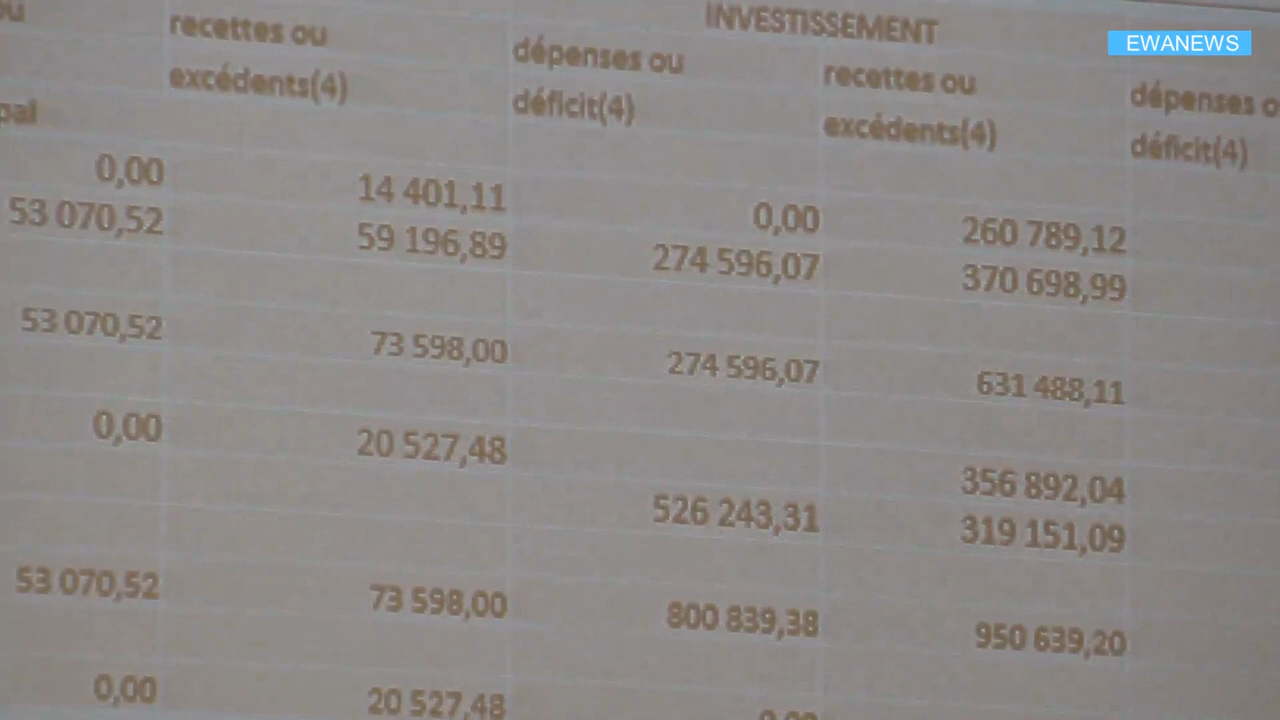 INVESTISSEMENT
EWANEWS
recettes ou
excédents(4)
dépenses ou
déficit(4)
recettes ou
excédents(4)
déficit(4)
0,00 14 401,11 0,00 260 789,12
53 070,52 59 196,89 274 596,07 370 698,99
53 070,52 73 598,00 274 596,07 631 488,11
0,00 20 527,48 356 892,04
526 243,31 319 151,09
53 070,52 73 598,00 800 839,38 950 639,20
0,00 20 527,48